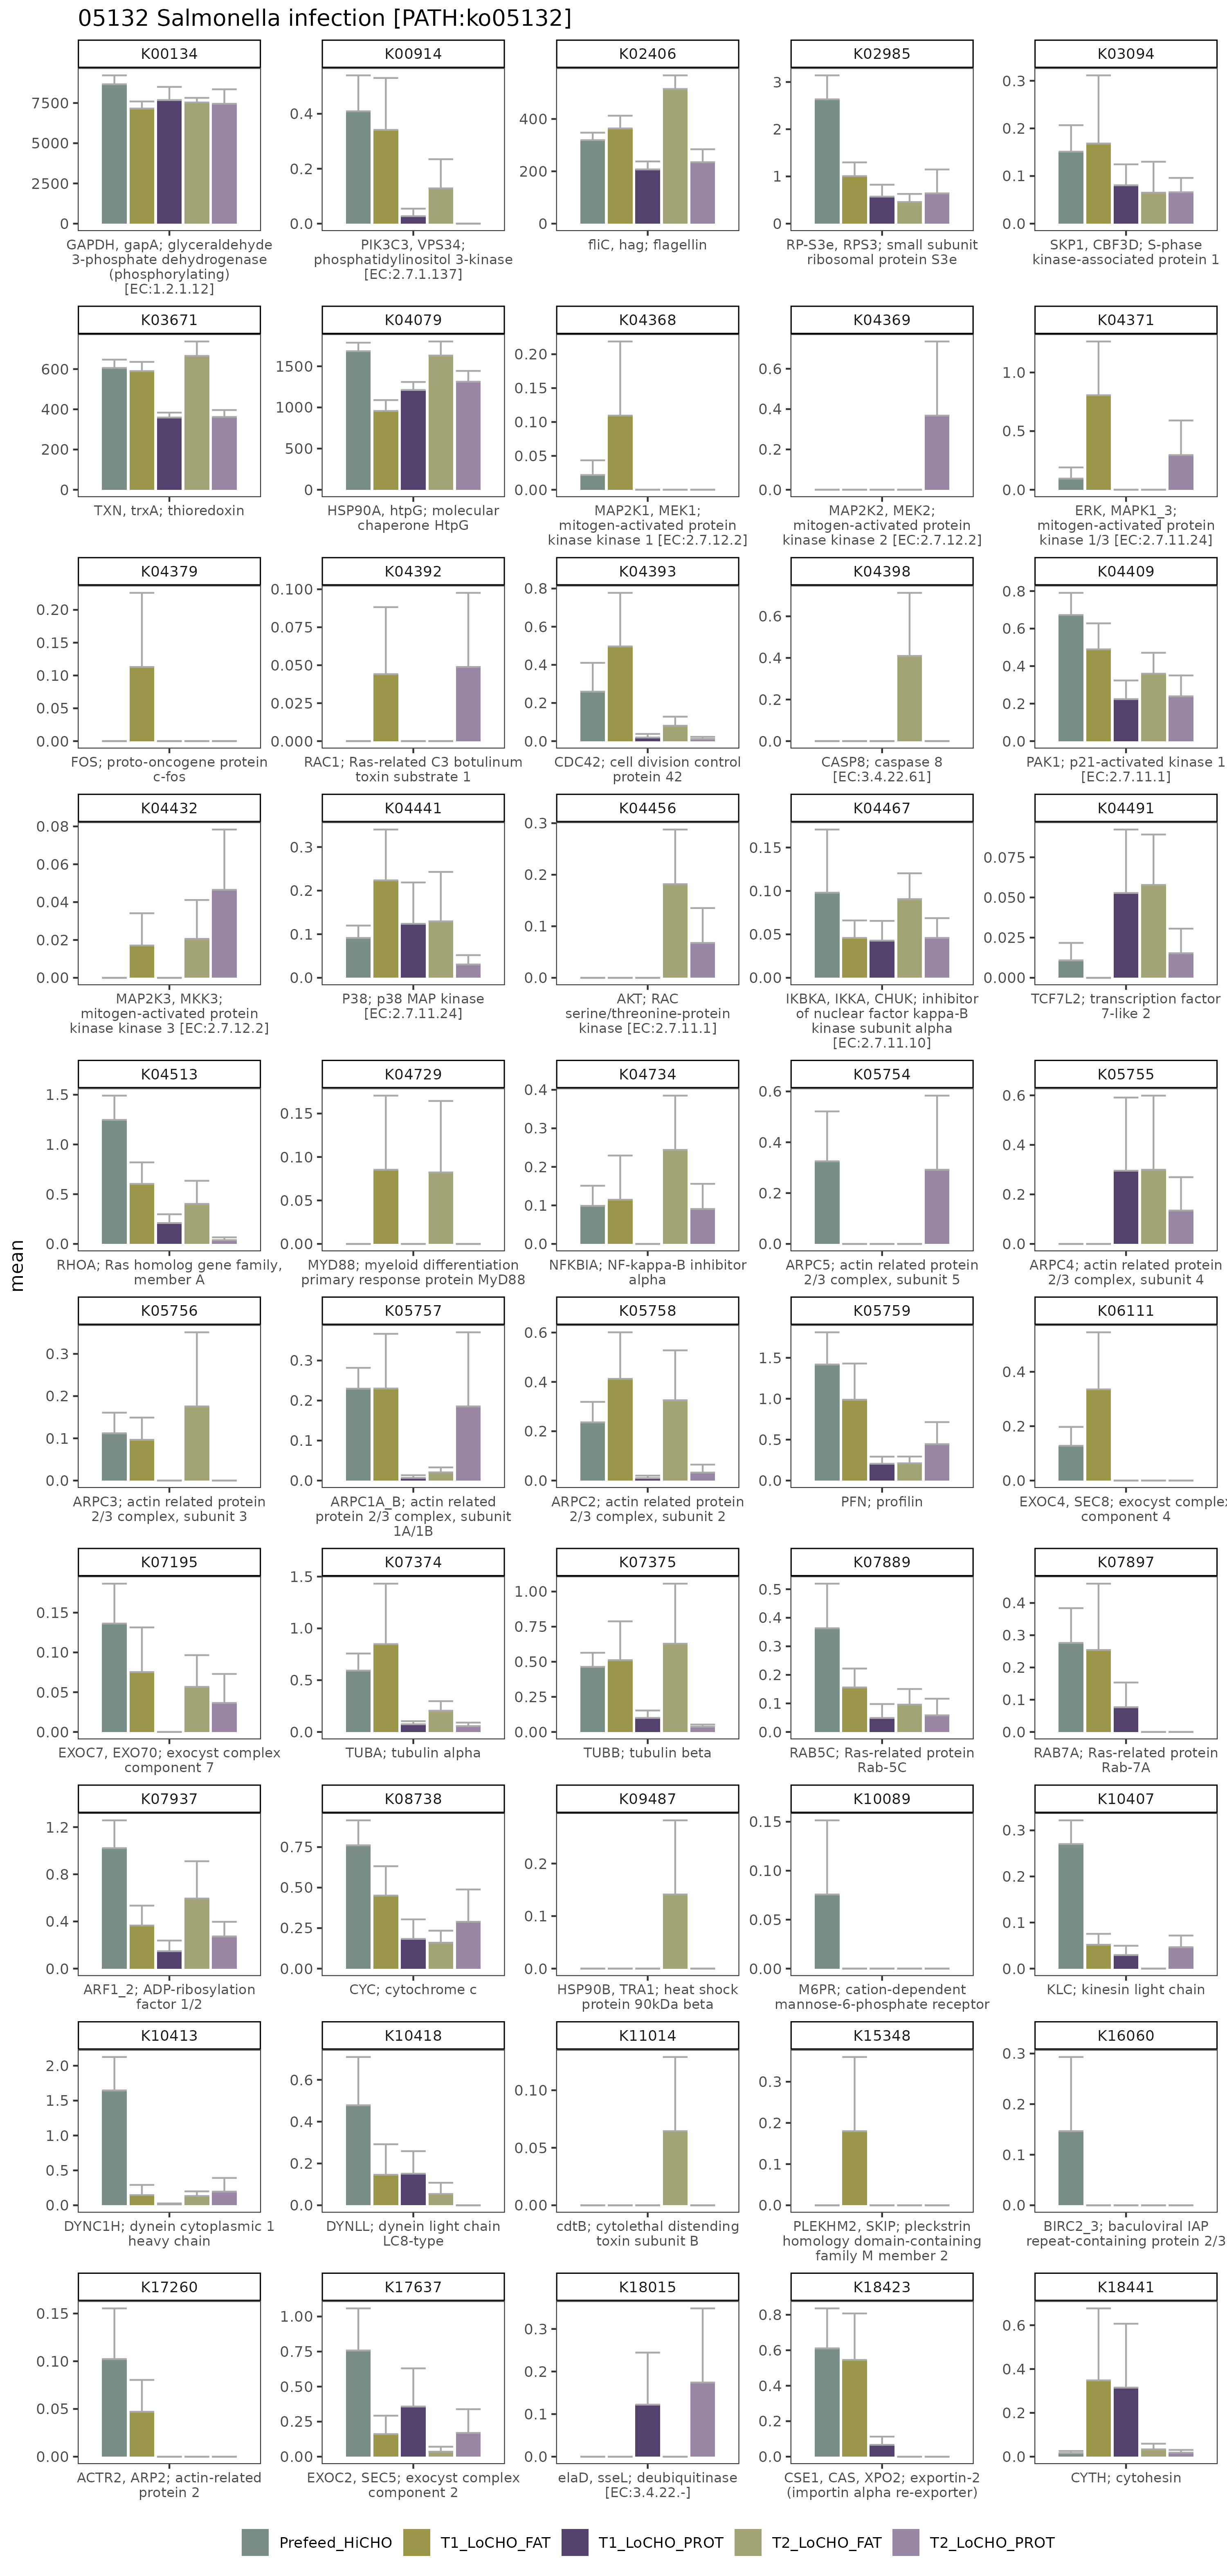 05132 Salmonella infection [PATH:ko05132]
K00134 K00914 K02406 K02985 K03094
7500
5000
2500
0
0.4
0.2
0.0
400
200
0
3
2
1
0
0.3
0.2
0.1
0.0
GAPDH, gapA; glyceraldehyde
3-phosphate dehydrogenase
(phosphorylating)
[EC:1.2.1.12]
PIK3C3, VPS34;
phosphatidylinositol 3-kinase
[EC:2.7.1.137]
fliC, hag; flagellin
RP-S3e, RPS3; small subunit
ribosomal protein S3e
SKP1, CBF3D; S-phase
kinase-associated protein 1
K03671 K04079 K04368 K04369 K04371
600
400
200
0
1500
1000
500
0
0.20
0.15
0.10
0.05
0.00
0.6
0.4
0.2
0.0
1.0
0.5
0.0
TXN, trxA; thioredoxin
HSP90A, htpG; molecular
chaperone HtpG
MAP2K1, MEK1;
mitogen-activated protein
kinase kinase 1 [EC:2.7.12.2]
MAP2K2, MEK2;
mitogen-activated protein
kinase kinase 2 [EC:2.7.12.2]
ERK, MAPK1_3;
mitogen-activated protein
kinase 1/3 [EC:2.7.11.24]
K04379 K04392 K04393 K04398 K04409
0.20
0.15
0.10
0.05
0.00
0.100
0.075
0.050
0.025
0.000
0.8
0.6
0.4
0.2
0.0
0.6
0.4
0.2
0.0
0.8
0.6
0.4
0.2
0.0
FOS; proto-oncogene protein
c-fos
RAC1; Ras-related C3 botulinum
toxin substrate 1
CDC42; cell division control
protein 42
CASP8; caspase 8
[EC:3.4.22.61]
PAK1; p21-activated kinase 1
[EC:2.7.11.1]
K04432 K04441 K04456 K04467 K04491
0.08
0.06
0.04
0.02
0.00
0.3
0.2
0.1
0.0
0.3
0.2
0.1
0.0
0.15
0.10
0.05
0.00
0.075
0.050
0.025
0.000
MAP2K3, MKK3;
mitogen-activated protein
kinase kinase 3 [EC:2.7.12.2]
P38; p38 MAP kinase
[EC:2.7.11.24]
AKT; RAC
serine/threonine-protein
kinase [EC:2.7.11.1]
IKBKA, IKKA, CHUK; inhibitor
of nuclear factor kappa-B
kinase subunit alpha
[EC:2.7.11.10]
TCF7L2; transcription factor
7-like 2
K04513 K04729 K04734 K05754 K05755
1.5
1.0
0.5
0.0
0.15
0.10
0.05
0.00
0.4
0.3
0.2
0.1
0.0
0.6
0.4
0.2
0.0
0.6
0.4
0.2
0.0
RHOA; Ras homolog gene family,
member A
MYD88; myeloid differentiation
primary response protein MyD88
NFKBIA; NF-kappa-B inhibitor
alpha
ARPC5; actin related protein
2/3 complex, subunit 5
ARPC4; actin related protein
2/3 complex, subunit 4
mean
K05756 K05757 K05758 K05759 K06111
0.3
0.2
0.1
0.0
0.3
0.2
0.1
0.0
0.6
0.4
0.2
0.0
1.5
1.0
0.5
0.0
0.4
0.2
0.0
ARPC3; actin related protein
2/3 complex, subunit 3
ARPC1A_B; actin related
protein 2/3 complex, subunit
1A/1B
ARPC2; actin related protein
2/3 complex, subunit 2
PFN; profilin
EXOC4, SEC8; exocyst comple
component 4
K07195 K07374 K07375 K07889 K07897
0.15
0.10
0.05
0.00
1.5
1.0
0.5
0.0
1.00
0.75
0.50
0.25
0.00
0.5
0.4
0.3
0.2
0.1
0.0
0.4
0.3
0.2
0.1
0.0
EXOC7, EXO70; exocyst complex
component 7
TUBA; tubulin alpha
TUBB; tubulin beta
RAB5C; Ras-related protein
Rab-5C
RAB7A; Ras-related protein
Rab-7A
K07937 K08738 K09487 K10089 K10407
1.2
0.8
0.4
0.0
0.75
0.50
0.25
0.00
0.2
0.1
0.0
0.15
0.10
0.05
0.00
0.3
0.2
0.1
0.0
ARF1_2; ADP-ribosylation
factor 1/2
CYC; cytochrome c
HSP90B, TRA1; heat shock
protein 90kDa beta
M6PR; cation-dependent
mannose-6-phosphate receptor
KLC; kinesin light chain
K10413 K10418 K11014 K15348 K16060
2.0
1.5
1.0
0.5
0.0
0.6
0.4
0.2
0.0
0.10
0.05
0.00
0.3
0.2
0.1
0.0
0.3
0.2
0.1
0.0
DYNC1H; dynein cytoplasmic 1
heavy chain
DYNLL; dynein light chain
LC8-type
cdtB; cytolethal distending
toxin subunit B
PLEKHM2, SKIP; pleckstrin
homology domain-containing
family M member 2
BIRC2_3; baculoviral IAP
repeat-containing protein 2/3
K17260 K17637 K18015 K18423 K18441
0.15
0.10
0.05
0.00
1.00
0.75
0.50
0.25
0.00
0.3
0.2
0.1
0.0
0.8
0.6
0.4
0.2
0.0
0.6
0.4
0.2
0.0
ACTR2, ARP2; actin-related
protein 2
EXOC2, SEC5; exocyst complex
component 2
elaD, sseL; deubiquitinase
[EC:3.4.22.-]
CSE1, CAS, XPO2; exportin-2
(importin alpha re-exporter)
CYTH; cytohesin
Prefeed_HiCHO T1_LoCHO_FAT T1_LoCHO_PROT T2_LoCHO_FAT T2_LoCHO_PROT